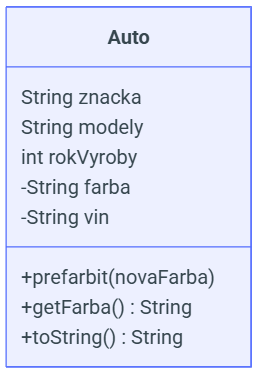 Auto
String znacka
String modely
int rokVyroby
-String farba
-String vin
+prefarbit(novaFarba)
+getFarba() : String
+toString() : String